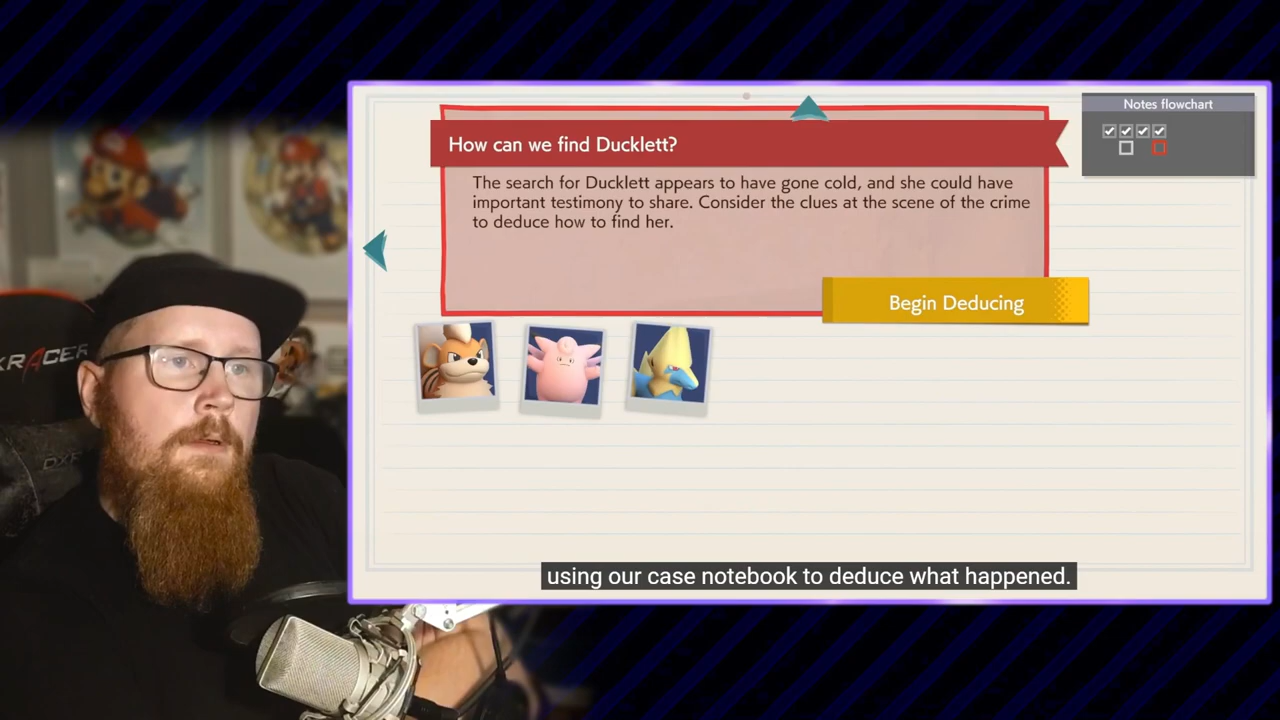 Notes flowchart
How can we find Ducklett?
The search for Ducklett appears to have gone cold, and she could have
important testimony to share. Consider the clues at the scene of the crime
to deduce how to find her.
Begin Deducing
XRACER
using our case notebook to deduce what happened.